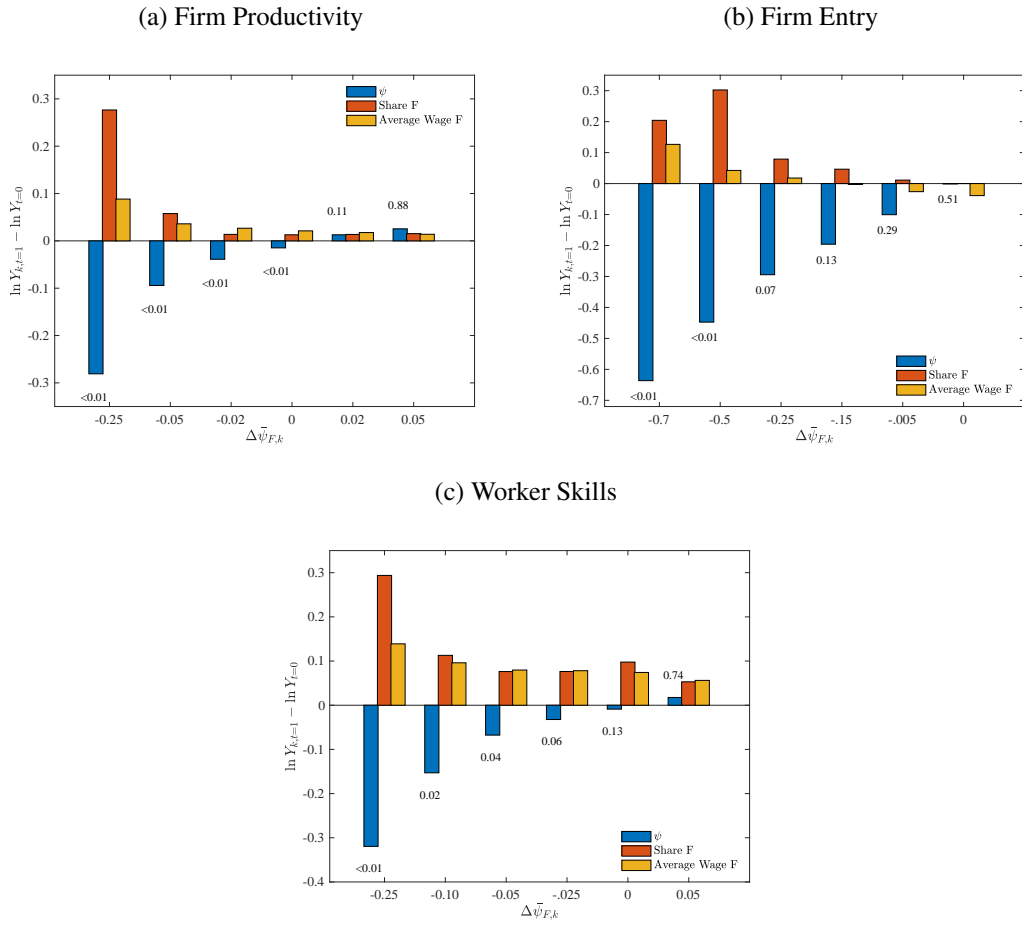 (a) Firm Productivity
0.3
0.2
0.1
0
-0.1
-0.2
-0.3
ln Y_{k,t=1} − ln Y_{t=0}
ψ
Share F
Average Wage F
<0.01
<0.01
<0.01
<0.01
0.11
0.88
-0.25 -0.05 -0.02 0 0.02 0.05
Δψ̄_{F,k}
(b) Firm Entry
0.3
0.2
0.1
0
-0.1
-0.2
-0.3
-0.4
-0.5
-0.6
-0.7
ln Y_{k,t=1} − ln Y_{t=0}
<0.01
<0.01
0.07
0.13
0.29
0.51
ψ
Share F
Average Wage F
-0.7 -0.5 -0.25 -0.15 -.005 0
Δψ̄_{F,k}
(c) Worker Skills
0.3
0.2
0.1
0
-0.1
-0.2
-0.3
-0.4
ln Y_{k,t=1} − ln Y_{t=0}
<0.01
0.02
0.04
0.06
0.13
0.74
ψ
Share F
Average Wage F
-0.25 -0.10 -0.05 -.025 0 0.05
Δψ̄_{F,k}